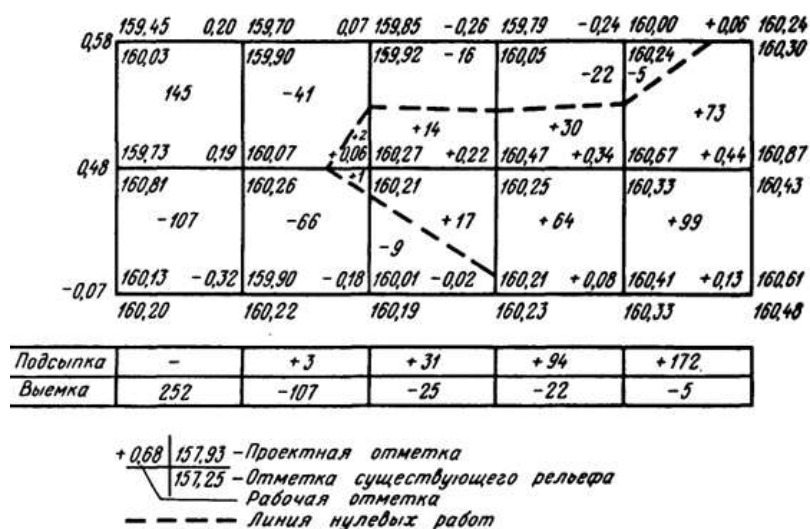 159,45 0,20 159,70 0,07 159,85 -0,26 159,79 -0,24 160,00 +0,06 160,24
0,58 160,03 159,90 159,92 -16 160,05 160,24 160,30
-22 -5
145 -41 +73
+2 +14 +30
159,73 0,19 160,07 +0,06 160,27 +0,22 160,47 +0,34 160,67 +0,44 160,87
0,48
160,81 160,26 +1 160,21 160,25 160,33 160,43
-107 -66 +17 +64 +99
-9
160,13 -0,32 159,90 -0,18 160,01 -0,02 160,21 +0,08 160,41 +0,13 160,61
-0,07
160,20 160,22 160,19 160,23 160,33 160,48
Подсыпка - +3 +31 +94 +172
Выемка 252 -107 -25 -22 -5
+0,68 157,93 - Проектная отметка
157,25 - Отметка существующего рельефа
Рабочая отметка
Линия нулевых работ